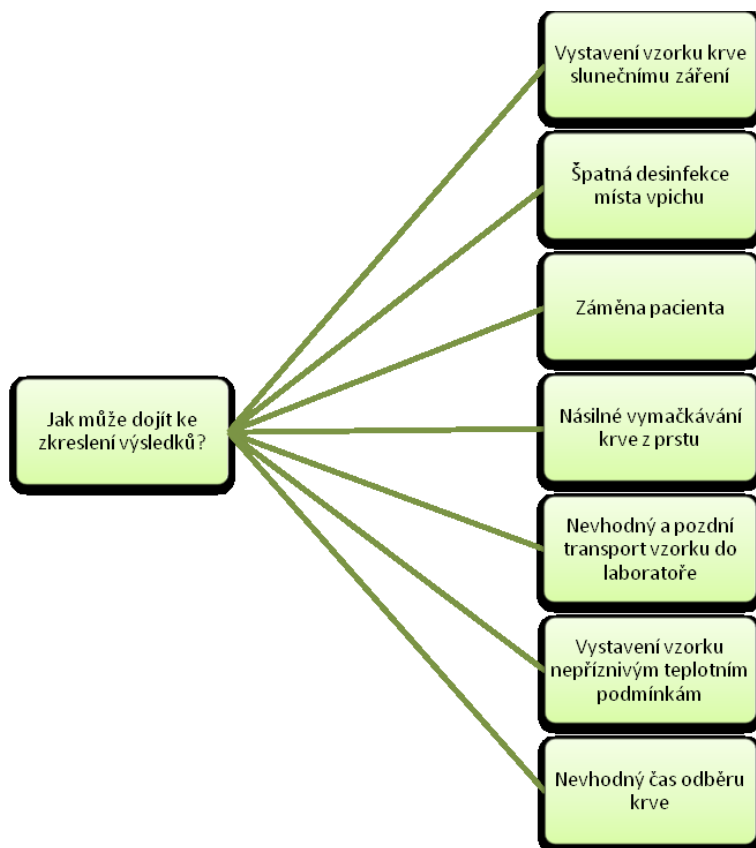 Jak může dojít ke
zkreslení výsledků?
Vystavení vzorku krve
slunečnímu záření
Špatná desinfekce
místa vpichu
Záměna pacienta
Násilné vymačkávání
krve z prstu
Nevhodný a pozdní
transport vzorku do
laboratoře
Vystavení vzorku
nepříznivým teplotním
podmínkám
Nevhodný čas odběru
krve